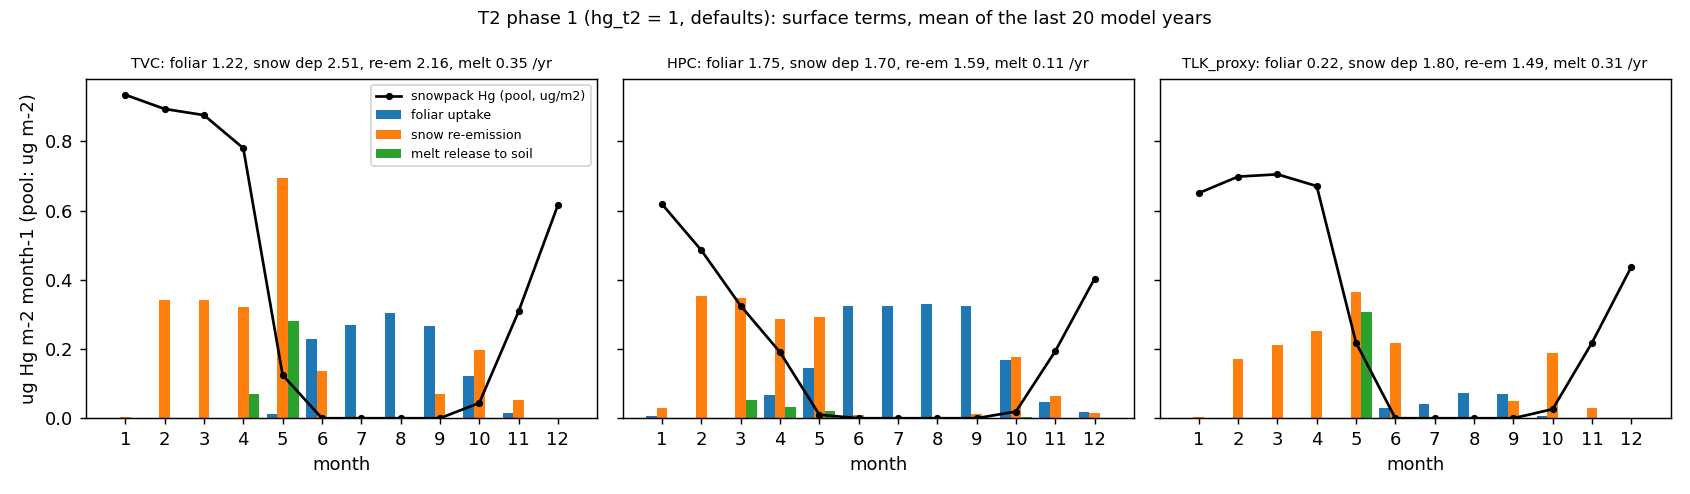 T2 phase 1 (hg_t2 = 1, defaults): surface terms, mean of the last 20 model years
TVC: foliar 1.22, snow dep 2.51, re-em 2.16, melt 0.35 /yr
HPC: foliar 1.75, snow dep 1.70, re-em 1.59, melt 0.11 /yr
TLK_proxy: foliar 0.22, snow dep 1.80, re-em 1.49, melt 0.31 /yr
snowpack Hg (pool, ug/m2)
foliar uptake
snow re-emission
melt release to soil
ug Hg m-2 month-1 (pool: ug m-2)
0.8
0.6
0.4
0.2
0.0
1 2 3 4 5 6 7 8 9 10 11 12
month
1 2 3 4 5 6 7 8 9 10 11 12
month
1 2 3 4 5 6 7 8 9 10 11 12
month